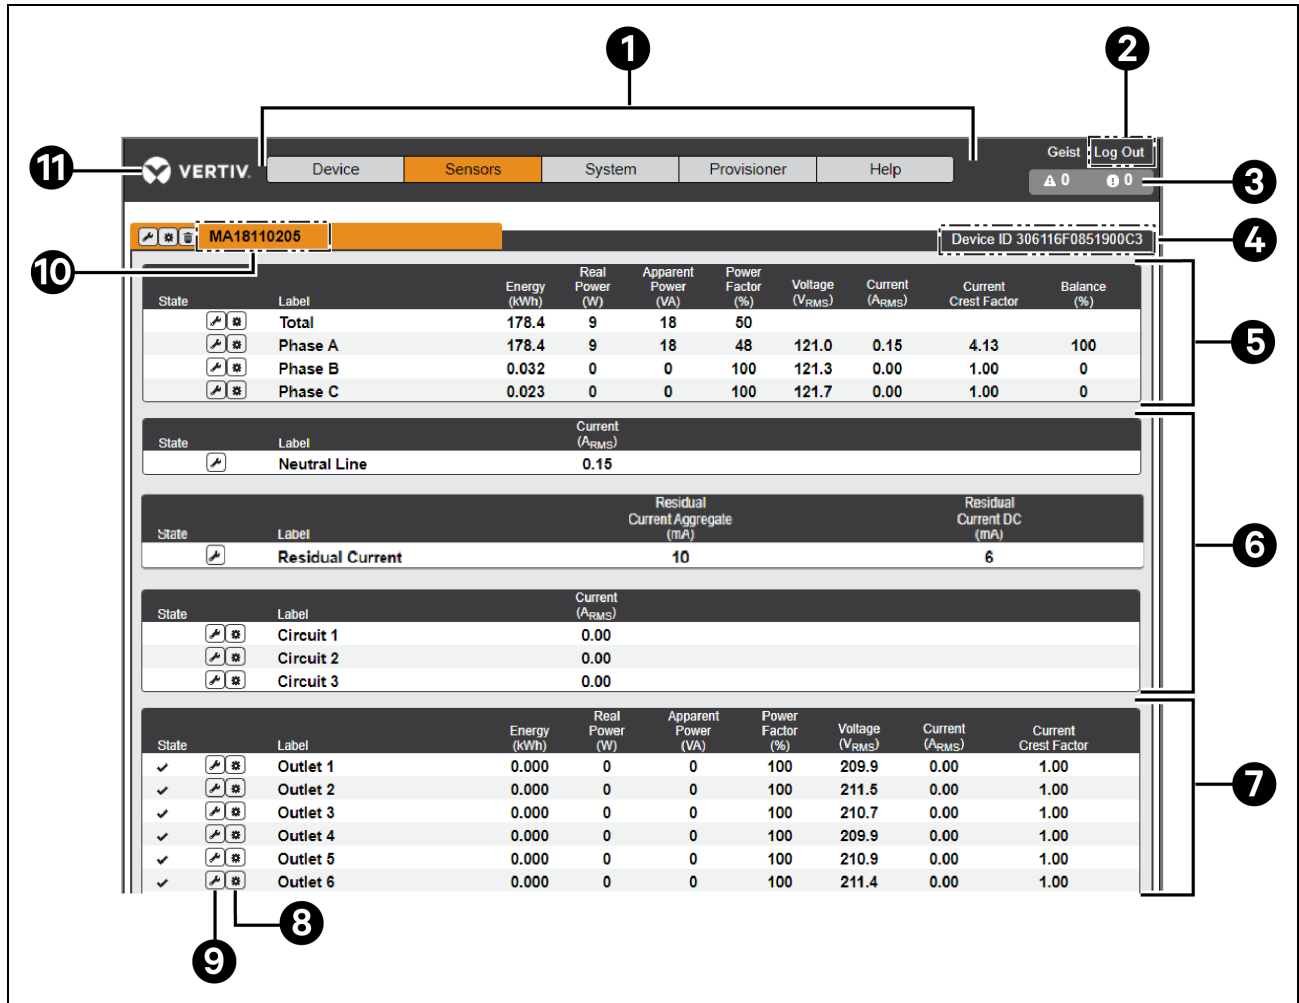 1
2
11
VERTIV.
Device
Sensors
System
Provisioner
Help
Geist
Log Out
0
0
3
MA18110205
Device ID 306116F0851900C3
4
10
State Label Energy (kWh) Real Power (W) Apparent Power (VA) Power Factor (%) Voltage (VRMS) Current (ARMS) Current Crest Factor Balance (%)
Total 178.4 9 18 50
Phase A 178.4 9 18 48 121.0 0.15 4.13 100
Phase B 0.032 0 0 100 121.3 0.00 1.00 0
Phase C 0.023 0 0 100 121.7 0.00 1.00 0
5
State Label Current (ARMS)
Neutral Line 0.15
State Label Residual Current Aggregate (mA) Residual Current DC (mA)
Residual Current 10 6
6
State Label Current (ARMS)
Circuit 1 0.00
Circuit 2 0.00
Circuit 3 0.00
State Label Energy (kWh) Real Power (W) Apparent Power (VA) Power Factor (%) Voltage (VRMS) Current (ARMS) Current Crest Factor
Outlet 1 0.000 0 0 100 209.9 0.00 1.00
Outlet 2 0.000 0 0 100 211.5 0.00 1.00
Outlet 3 0.000 0 0 100 210.7 0.00 1.00
Outlet 4 0.000 0 0 100 209.9 0.00 1.00
Outlet 5 0.000 0 0 100 210.9 0.00 1.00
Outlet 6 0.000 0 0 100 211.4 0.00 1.00
7
8
9